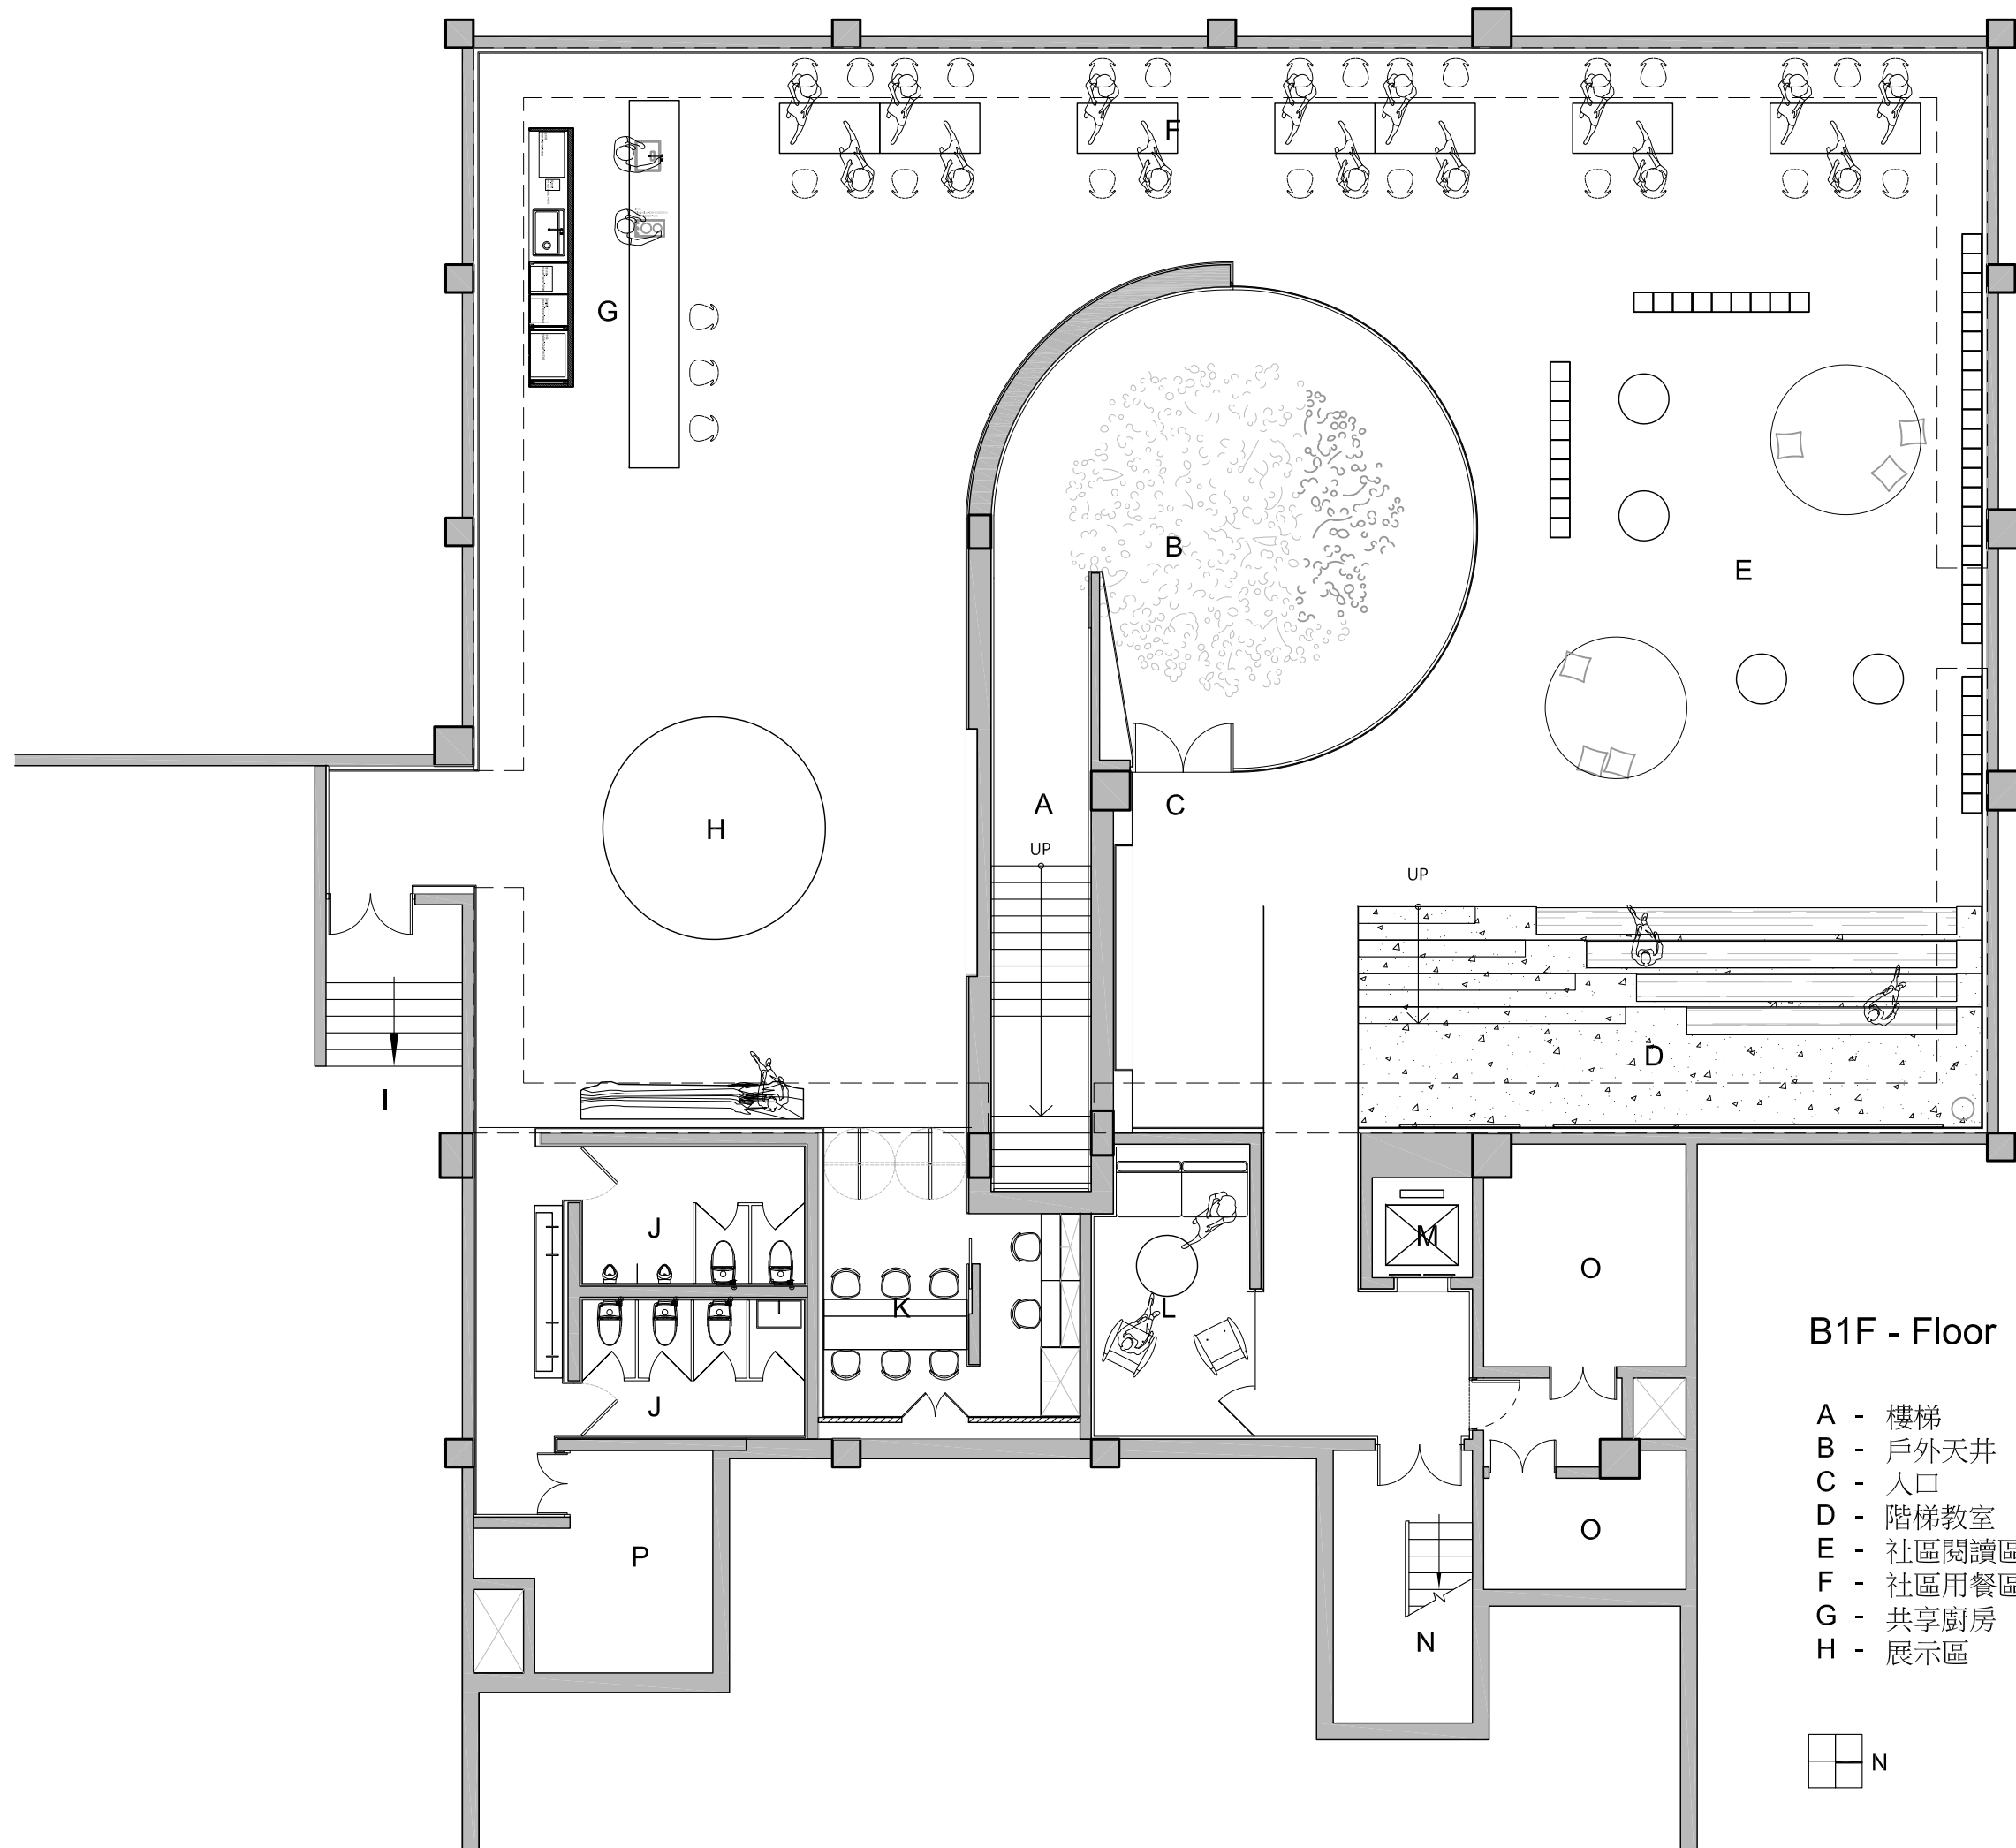 F
G
B
E
A
C
H
UP
UP
D
I
J
M
O
K
L
J
O
P
N
B1F - Floor
A - 樓梯
B - 戶外天井
C - 入口
D - 階梯教室
E - 社區閱讀區
F - 社區用餐區
G - 共享廚房
H - 展示區
N